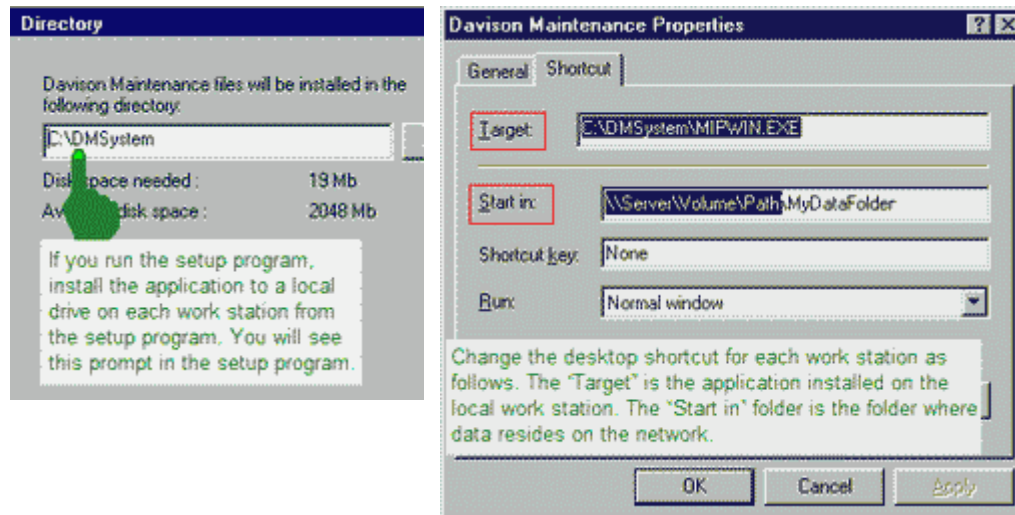 Directory
Davison Maintenance files will be installed in the
following directory:
C:\DMSystem
Disk space needed : 19 Mb
disk space : 2048 Mb
If you run the setup program,
install the application to a local
drive on each work station from
the setup program. You will see
this prompt in the setup program.
Davison Maintenance Properties
General Shortcut
Target: C:\DMSystem\MIPWIN.EXE
Start in: \\Server\Volume\Path\MyDataFolder
Shortcut key: None
Run: Normal window
Change the desktop shortcut for each work station as
follows. The "Target" is the application installed on the
local work station. The "Start in" folder is the folder where
data resides on the network.
OK Cancel Apply